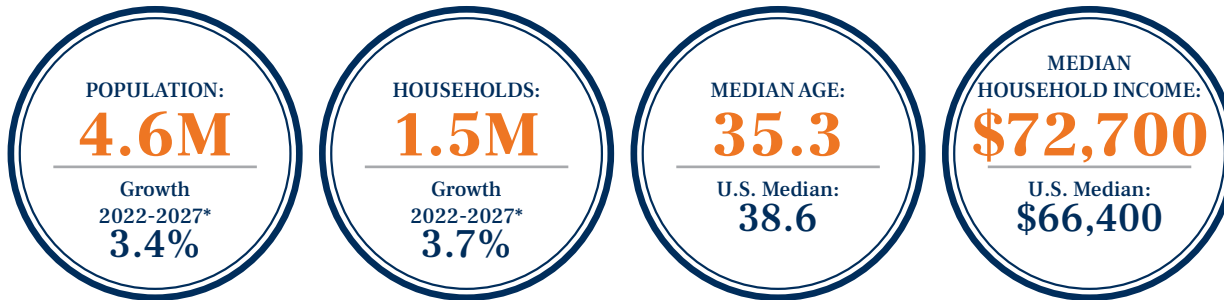 POPULATION:
4.6M
Growth
2022-2027*
3.4%
HOUSEHOLDS:
1.5M
Growth
2022-2027*
3.7%
MEDIAN AGE:
35.3
U.S. Median:
38.6
MEDIAN
HOUSEHOLD INCOME:
$72,700
U.S. Median:
$66,400